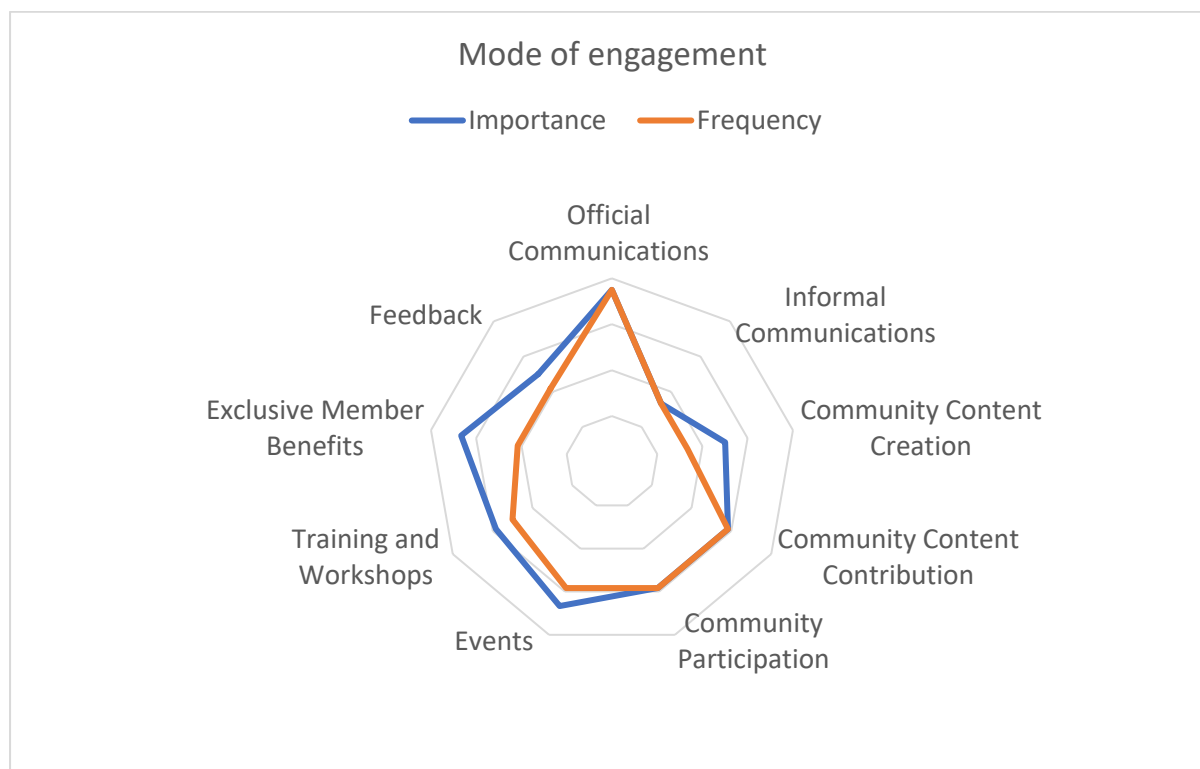 Mode of engagement
Importance
Frequency
Official
Communications
Informal
Communications
Community Content
Creation
Community Content
Contribution
Community
Participation
Events
Training and
Workshops
Exclusive Member
Benefits
Feedback